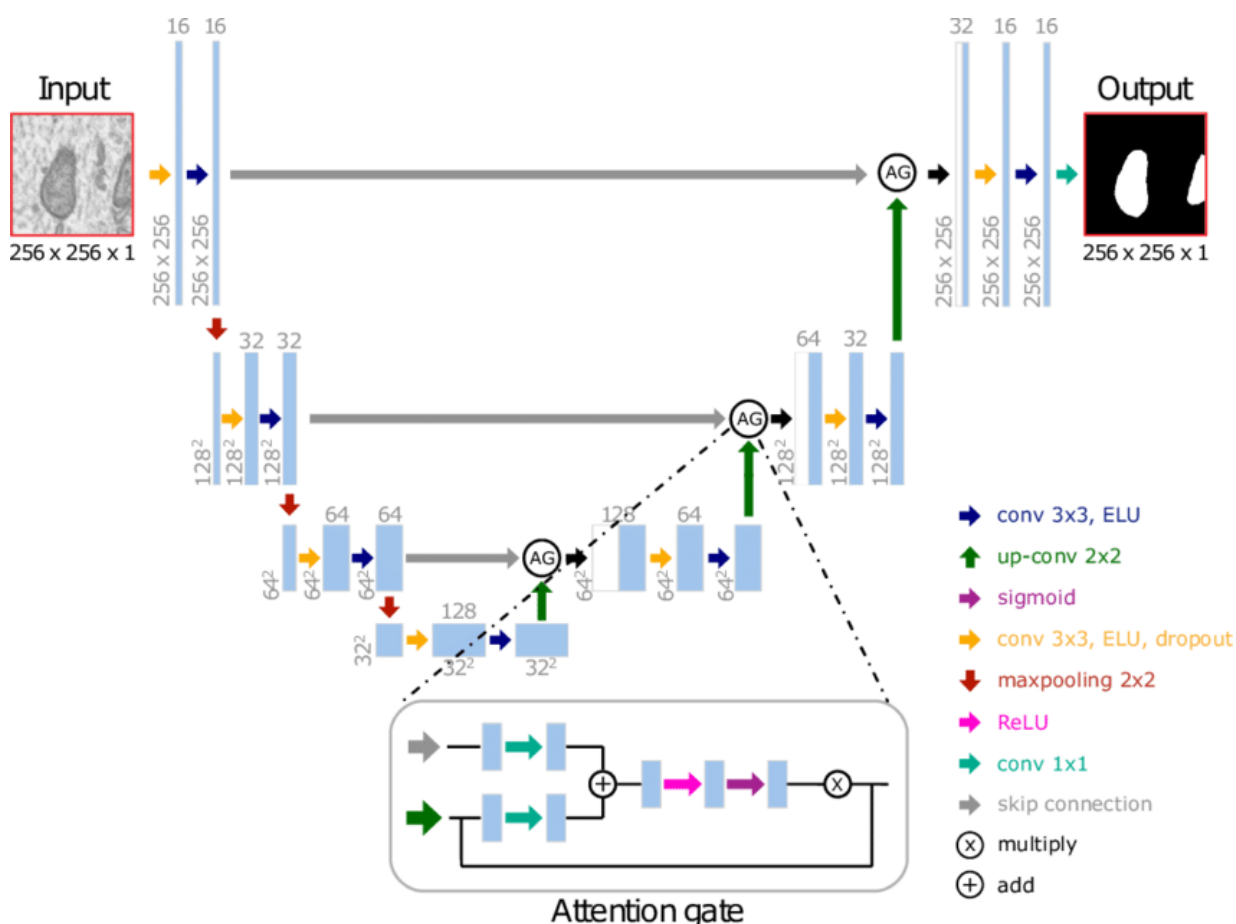 16 16
32 16 16
Input
Output
AG
256 x 256
256 x 256
256 x 256
256 x 256
256 x 256
256 x 256 x 1
256 x 256 x 1
32 32
64 32
AG
128²
128²
128²
128²
128²
128²
64 64
128 64
AG
64²
64²
64²
64²
64²
64²
128
32²
32²
32²
conv 3x3, ELU
up-conv 2x2
sigmoid
conv 3x3, ELU, dropout
maxpooling 2x2
ReLU
conv 1x1
skip connection
x multiply
+ add
+
x
Attention gate